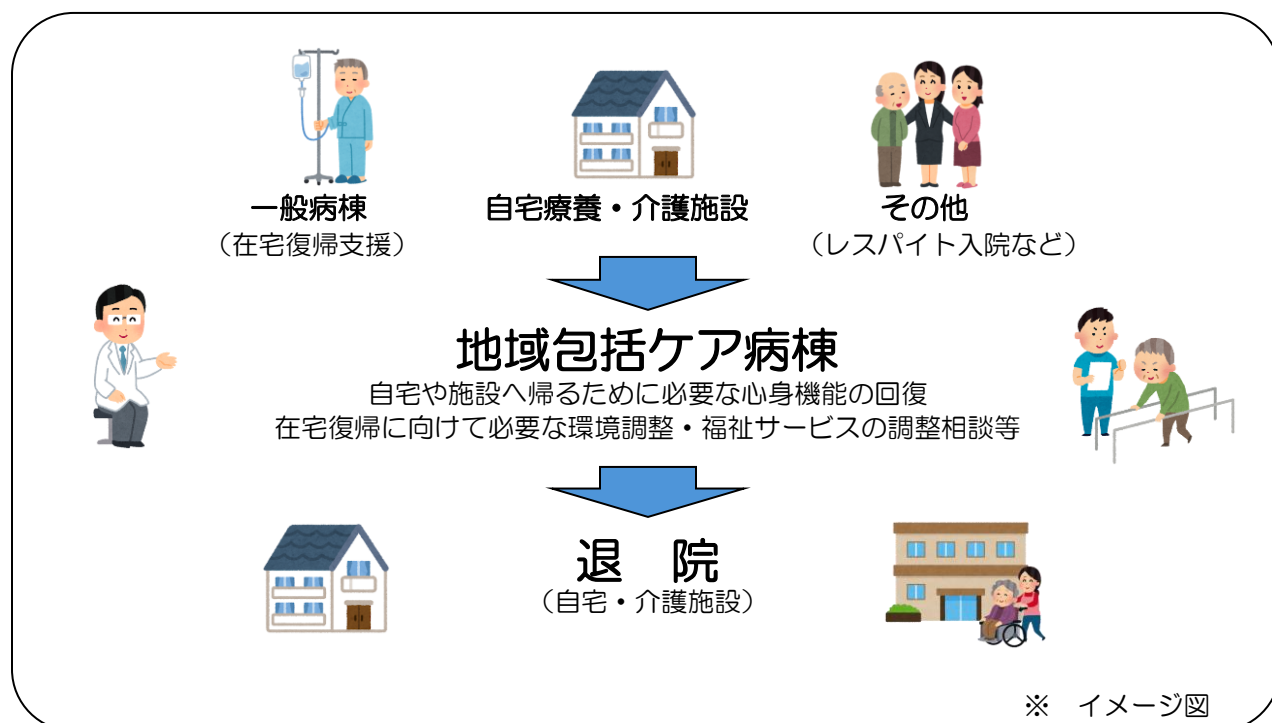 一般病棟
(在宅復帰支援)
自宅療養・介護施設
その他
(レスパイト入院など)
地域包括ケア病棟
自宅や施設へ帰るために必要な心身機能の回復
在宅復帰に向けて必要な環境調整・福祉サービスの調整相談等
退　院
(自宅・介護施設)
※　イメージ図